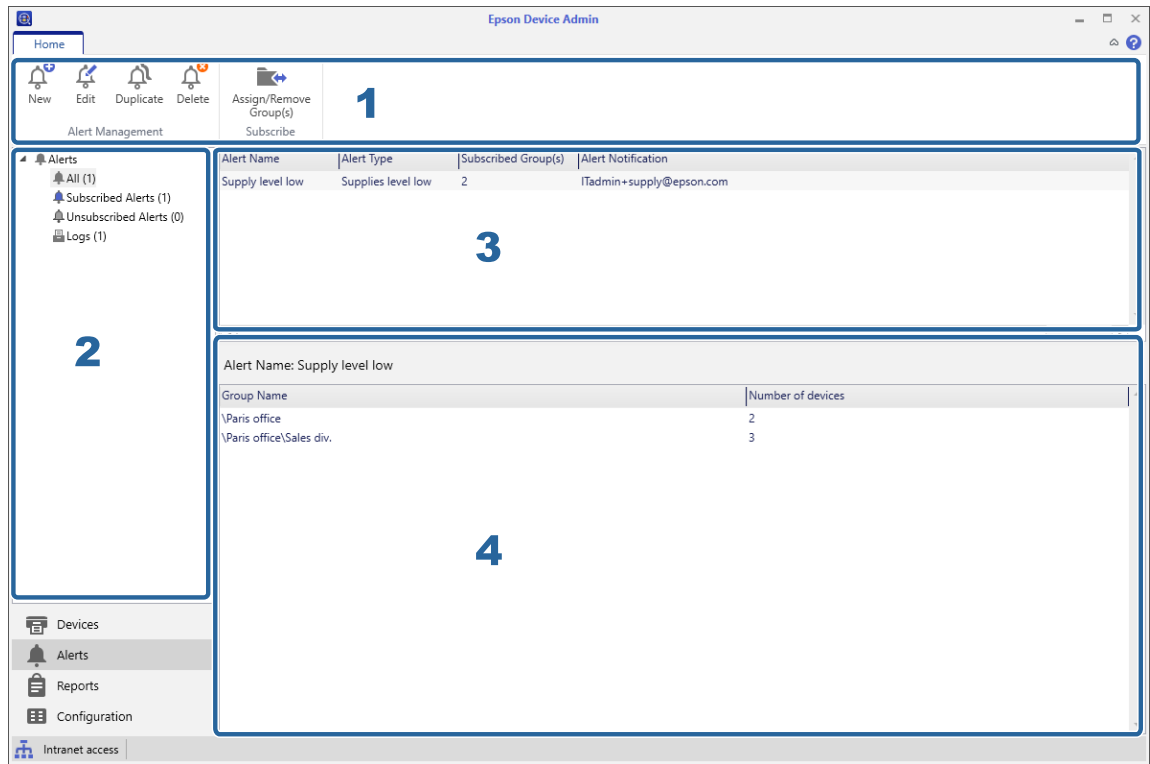 Epson Device Admin
Home
New Edit Duplicate Delete Assign/Remove Group(s)
Alert Management Subscribe
1
Alerts
All (1)
Subscribed Alerts (1)
Unsubscribed Alerts (0)
Logs (1)
2
Alert Name Alert Type Subscribed Group(s) Alert Notification
Supply level low Supplies level low 2 ITadmin+supply@epson.com
3
Alert Name: Supply level low
Group Name Number of devices
\Paris office 2
\Paris office\Sales div. 3
4
Devices
Alerts
Reports
Configuration
Intranet access